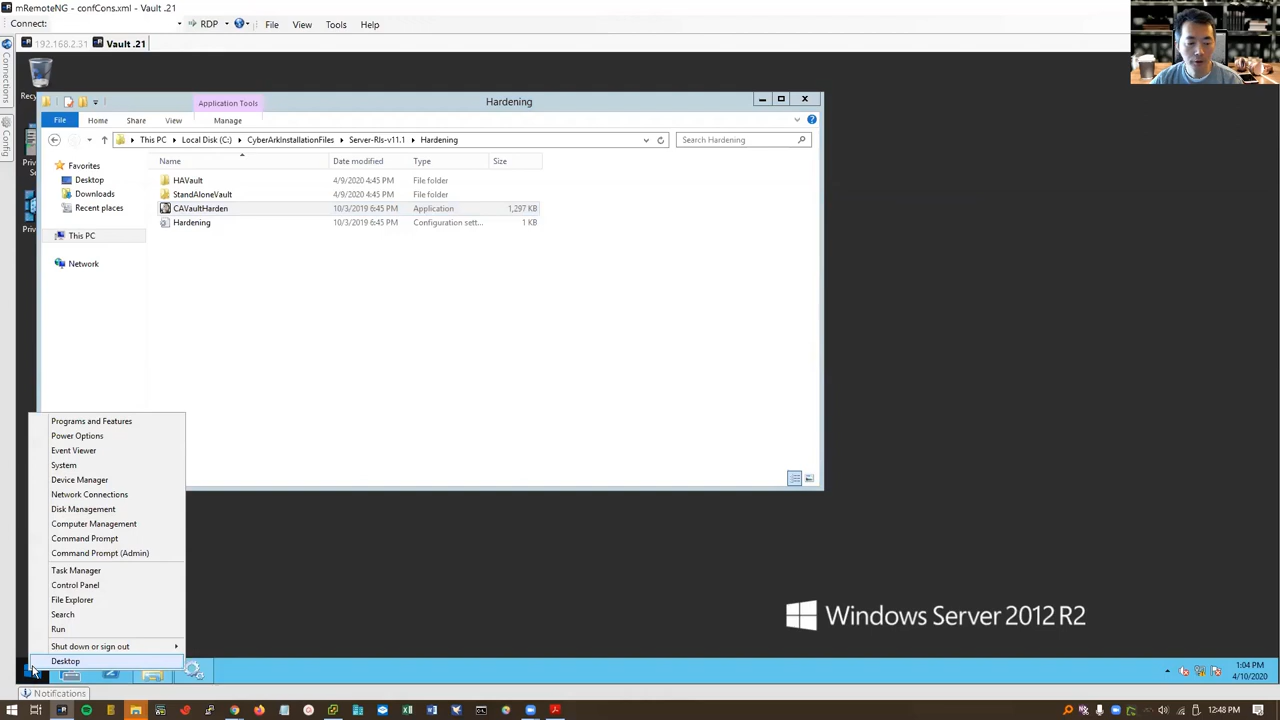 mRemoteNG - confCons.xml - Vault .21
Connect:
RDP
File
View
Tools
Help
192.168.2.31
Vault .21
Connections
Config
Application Tools
Hardening
File
Home
Share
View
Manage
This PC
Local Disk (C:)
CyberArkInstallationFiles
Server-Rls-v11.1
Hardening
Search Hardening
Name
Date modified
Type
Size
Favorites
Desktop
Downloads
Recent places
This PC
Network
HAVault 4/9/2020 4:45 PM File folder
StandAloneVault 4/9/2020 4:45 PM File folder
CAVaultHarden 10/3/2019 6:45 PM Application 1,297 KB
Hardening 10/3/2019 6:45 PM Configuration sett... 1 KB
Programs and Features
Power Options
Event Viewer
System
Device Manager
Network Connections
Disk Management
Computer Management
Command Prompt
Command Prompt (Admin)
Task Manager
Control Panel
File Explorer
Search
Run
Shut down or sign out
Desktop
Windows Server 2012 R2
1:04 PM
4/10/2020
Notifications
12:48 PM